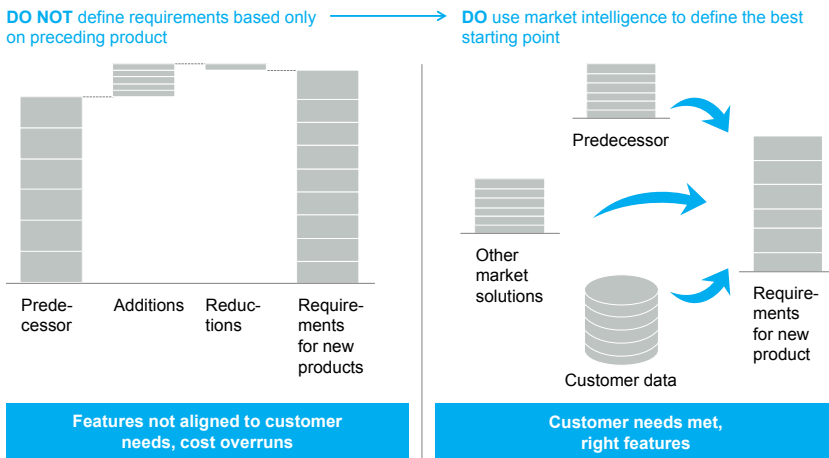 DO NOT define requirements based only
on preceding product
DO use market intelligence to define the best
starting point
Prede-
cessor
Additions
Reduc-
tions
Require-
ments
for new
products
Features not aligned to customer
needs, cost overruns
Predecessor
Other
market
solutions
Customer data
Require-
ments
for new
product
Customer needs met,
right features